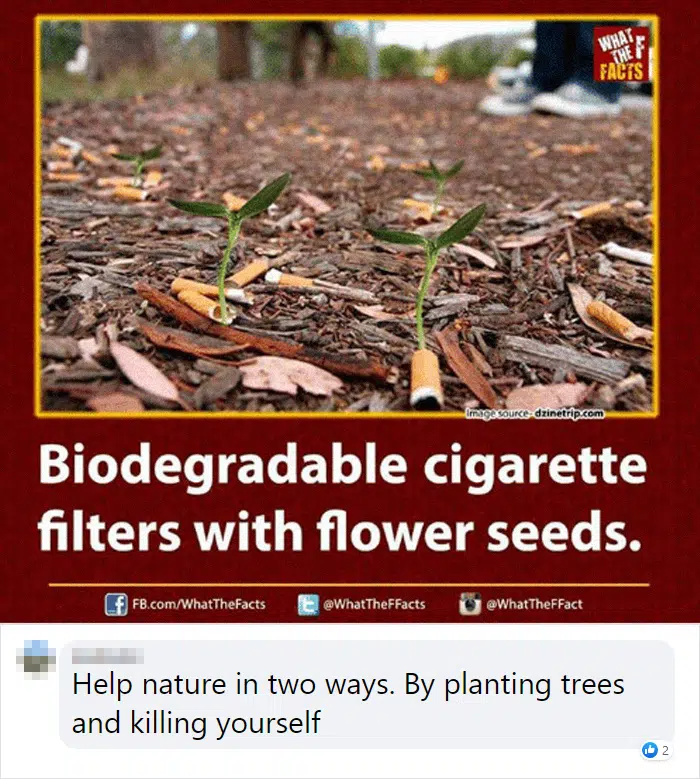 WHAT
THE F
FACTS
Image source- dzinetrip.com
Biodegradable cigarette
filters with flower seeds.
f FB.com/WhatTheFacts t @WhatTheFFacts @WhatTheFFact
Help nature in two ways. By planting trees
and killing yourself
2